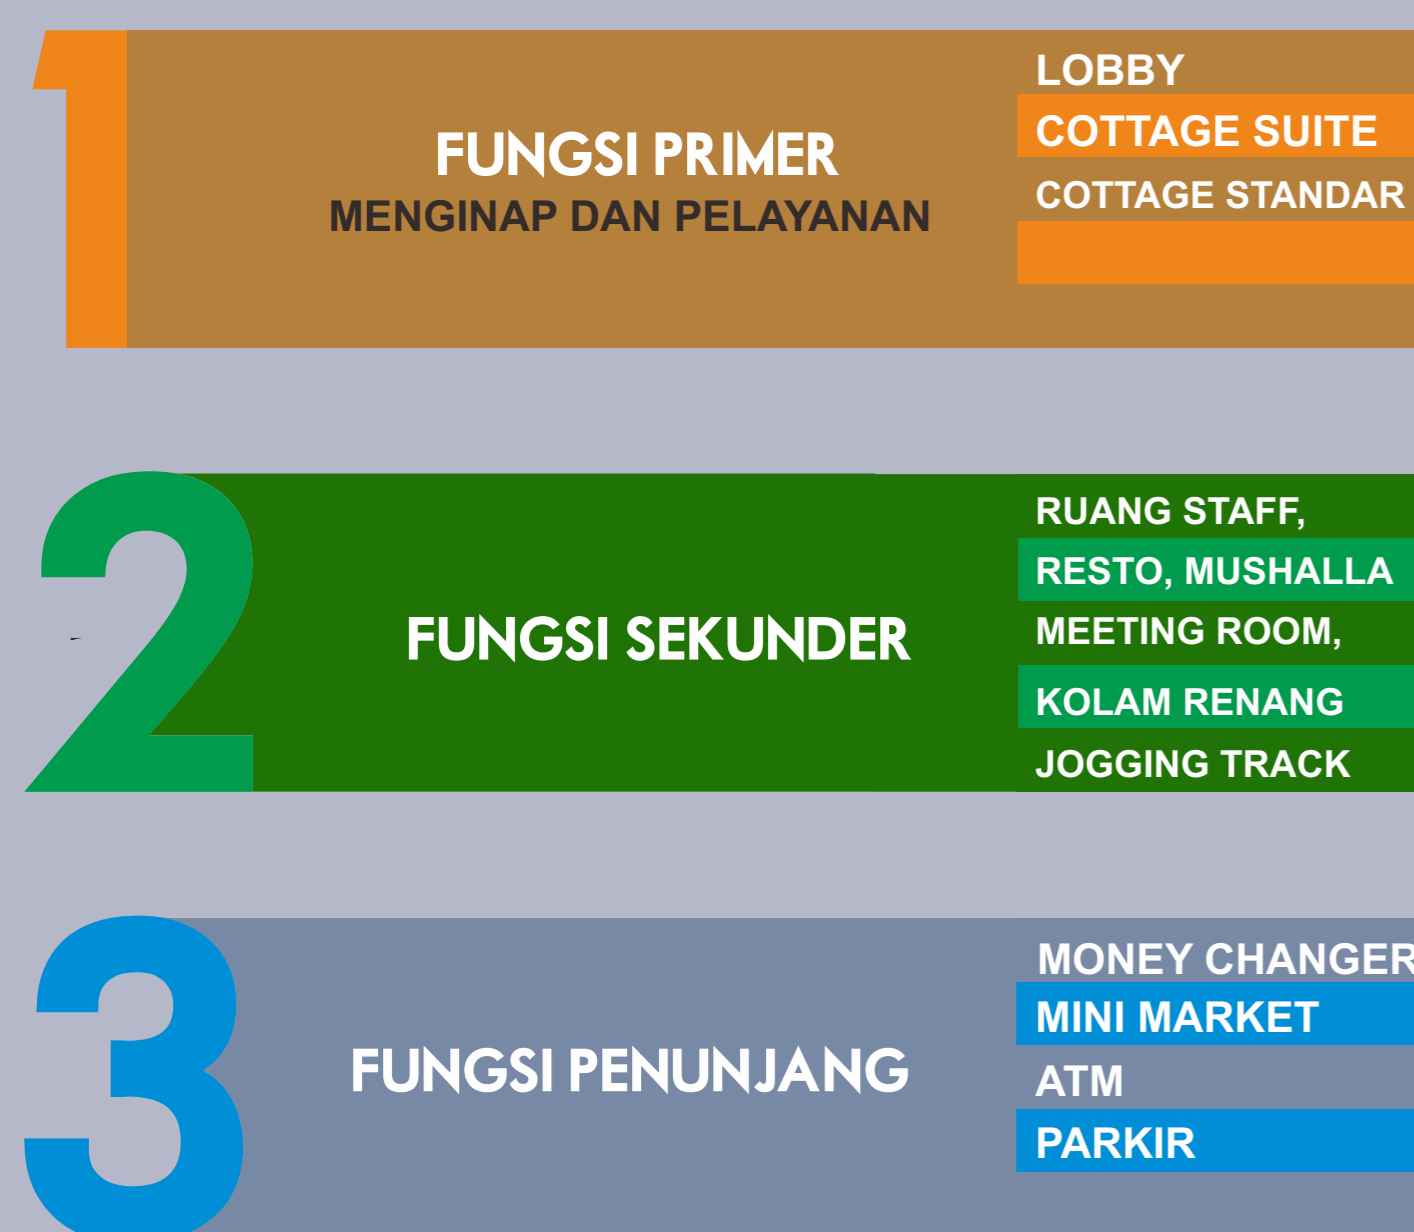 1
FUNGSI PRIMER
MENGINAP DAN PELAYANAN
LOBBY
COTTAGE SUITE
COTTAGE STANDAR
2
FUNGSI SEKUNDER
RUANG STAFF,
RESTO, MUSHALLA
MEETING ROOM,
KOLAM RENANG
JOGGING TRACK
3
FUNGSI PENUNJANG
MONEY CHANGER
MINI MARKET
ATM
PARKIR